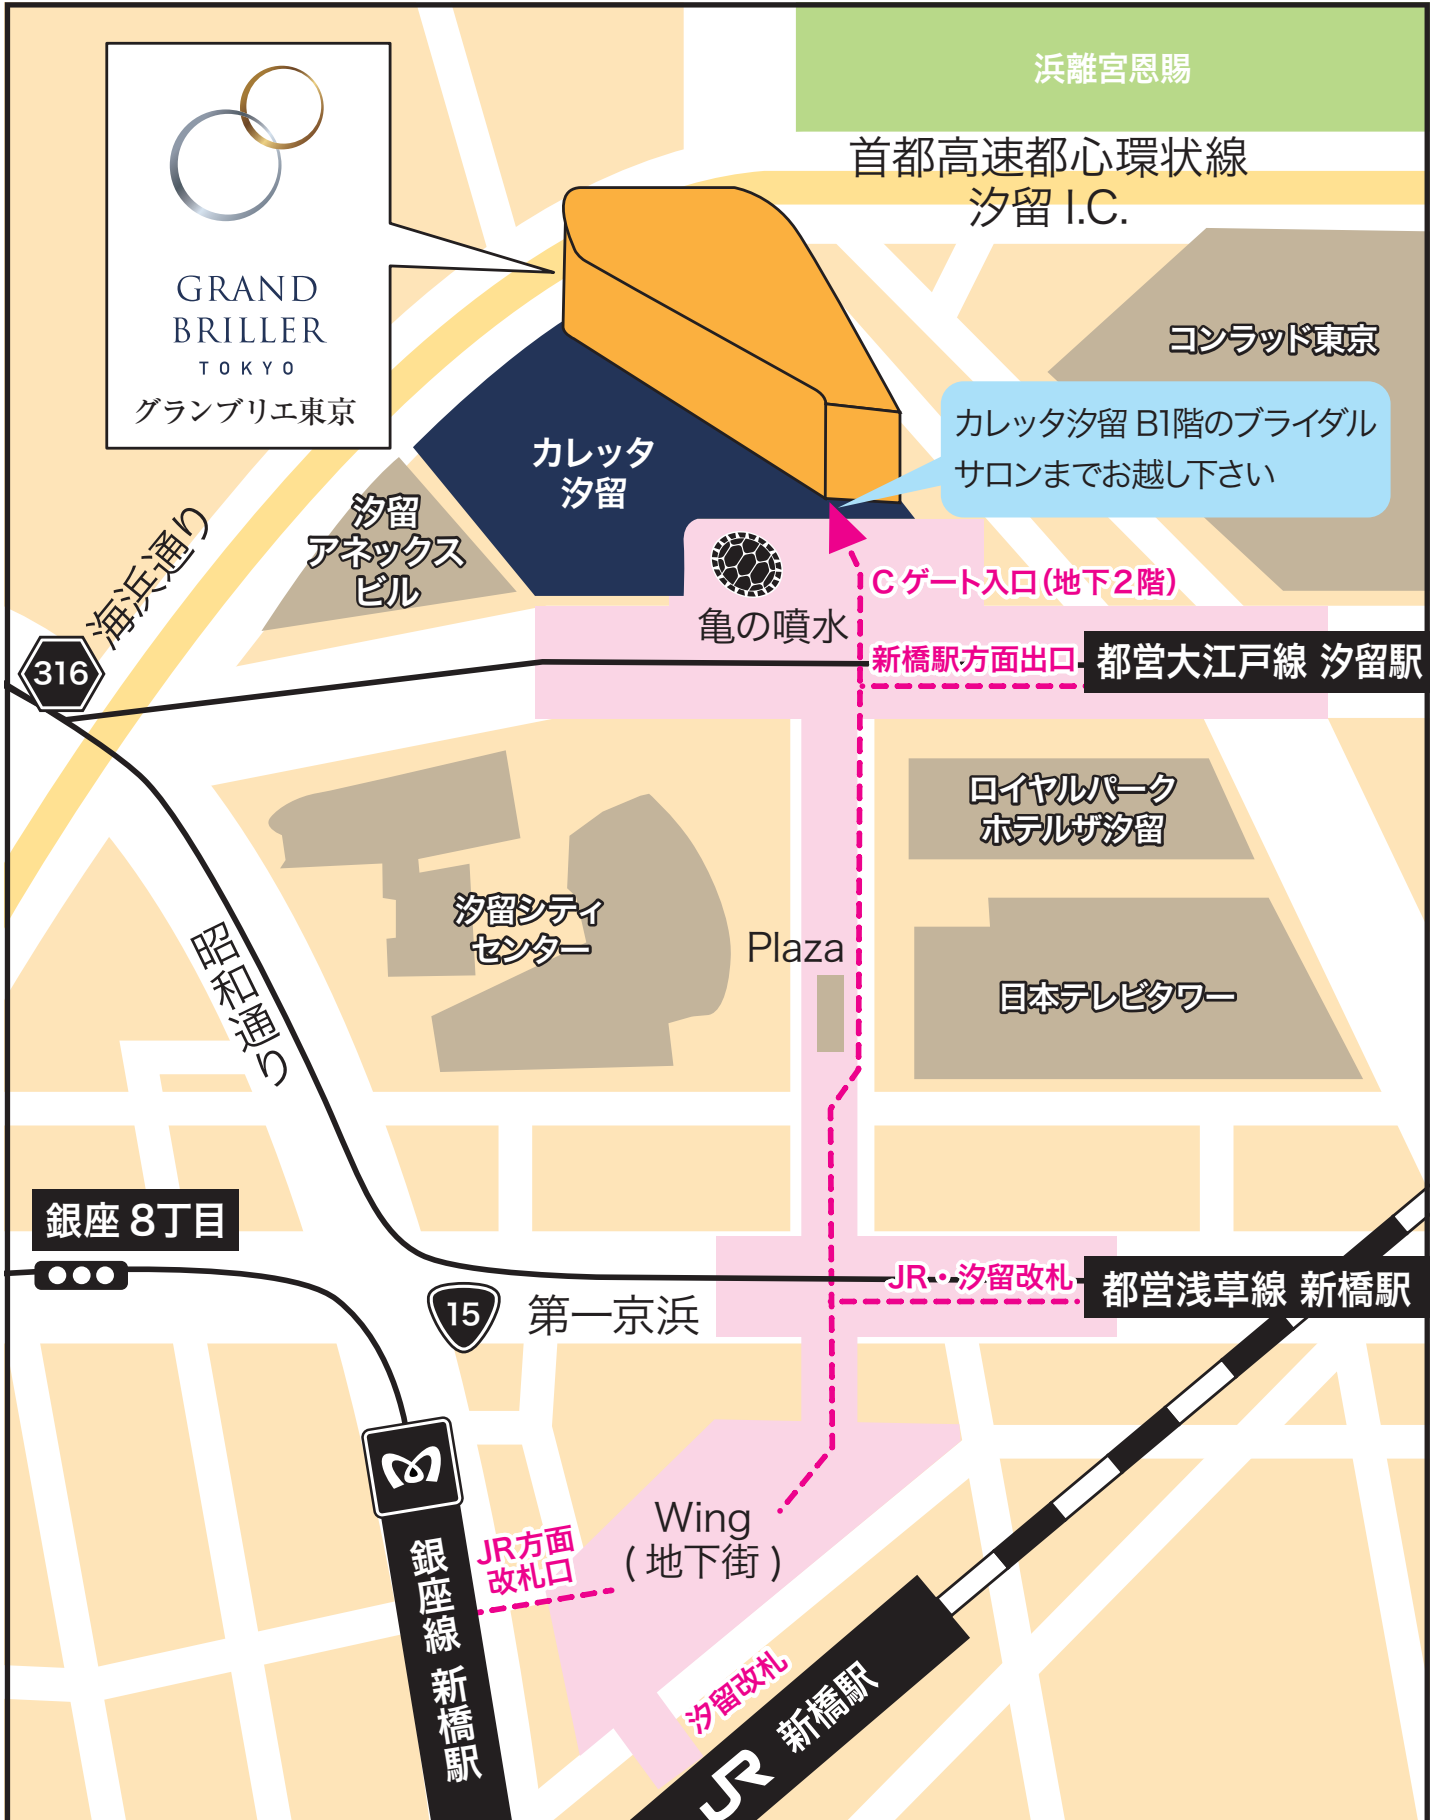 浜離宮恩賜
首都高速都心環状線
汐留 I.C.
GRAND
BRILLER
TOKYO
グランブリエ東京
コンラッド東京
カレッタ汐留 B1階のブライダル
サロンまでお越し下さい
カレッタ
汐留
汐留
アネックス
ビル
海浜通り
316
Cゲート入口(地下2階)
亀の噴水
新橋駅方面出口
都営大江戸線 汐留駅
ロイヤルパーク
ホテルザ汐留
汐留シティ
センター
Plaza
日本テレビタワー
昭和通り
銀座 8丁目
JR・汐留改札
都営浅草線 新橋駅
15
第一京浜
Wing
( 地下街 )
JR方面
改札口
銀座線 新橋駅
汐留改札
JR 新橋駅